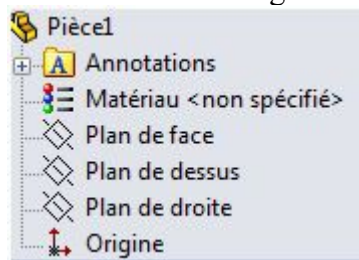 Pièce1
A Annotations
Matériau <non spécifié>
Plan de face
Plan de dessus
Plan de droite
Origine